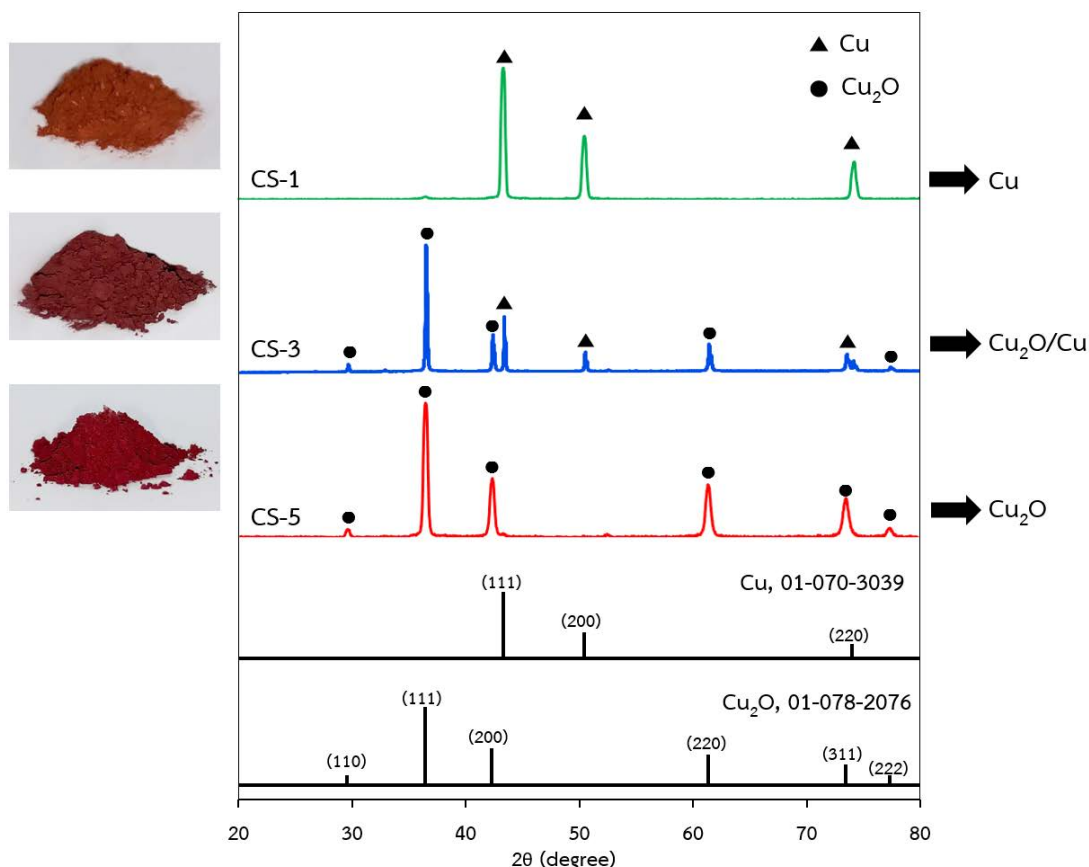 ▲ Cu
● Cu₂O
CS-1
Cu
CS-3
Cu₂O/Cu
CS-5
Cu₂O
Cu, 01-070-3039
(111)
(200)
(220)
Cu₂O, 01-078-2076
(110)
(111)
(200)
(220)
(311)
(222)
20 30 40 50 60 70 80
2θ (degree)